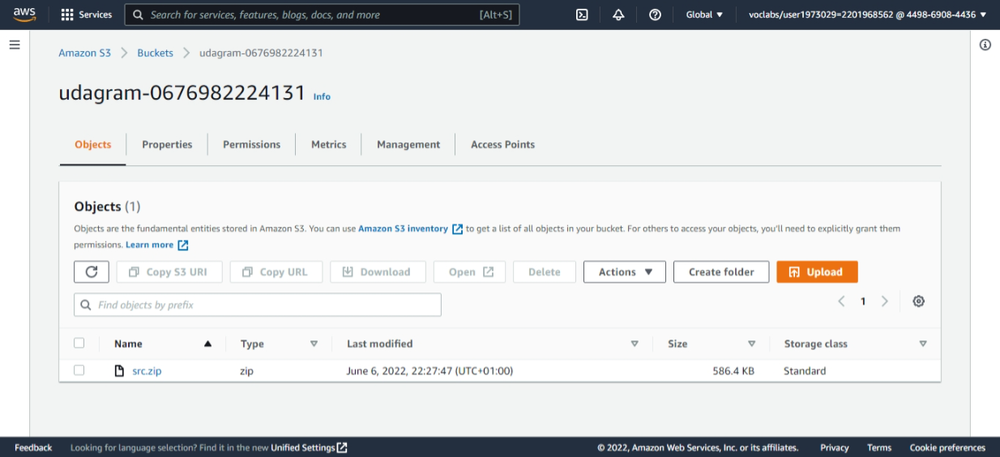 aws
Services
Search for services, features, blogs, docs, and more [Alt+S]
Global
voclabs/user1973029=2201968562 @ 4498-6908-4436
Amazon S3 > Buckets > udagram-0676982224131
udagram-0676982224131 Info
Objects Properties Permissions Metrics Management Access Points
Objects (1)
Objects are the fundamental entities stored in Amazon S3. You can use Amazon S3 inventory to get a list of all objects in your bucket. For others to access your objects, you'll need to explicitly grant them
permissions. Learn more
Copy S3 URI Copy URL Download Open Delete Actions Create folder Upload
Find objects by prefix
1
Name Type Last modified Size Storage class
src.zip zip June 6, 2022, 22:27:47 (UTC+01:00) 586.4 KB Standard
Feedback Looking for language selection? Find it in the new Unified Settings © 2022, Amazon Web Services, Inc. or its affiliates. Privacy Terms Cookie preferences